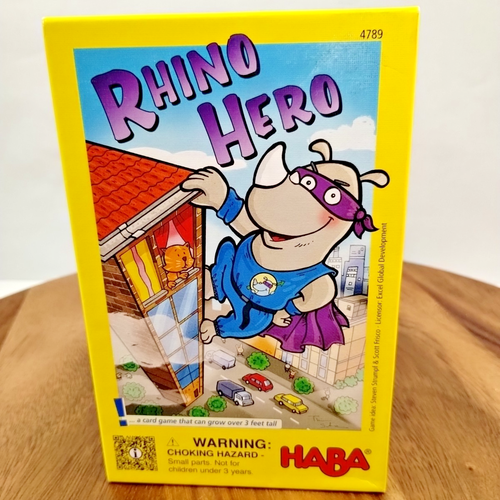 4789
RHINO
HERO
Game idea: Steven Strumpf & Scott Frisco · Licensor: Excel Global Development
... a card game that can grow over 3 feet tall
WARNING:
CHOKING HAZARD -
Small parts. Not for
children under 3 years.
HABA